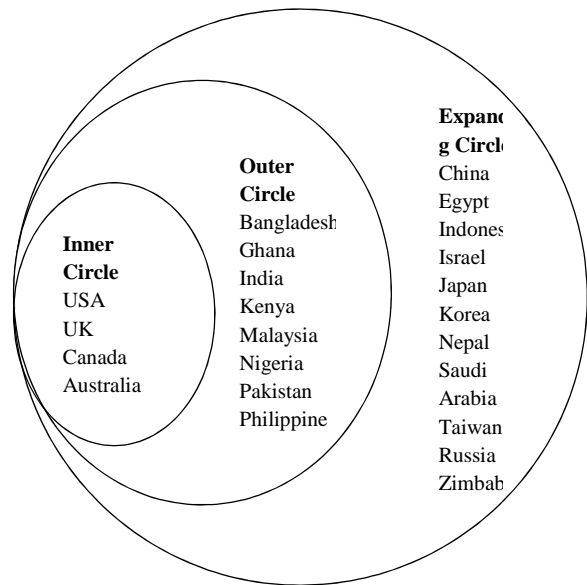 Inner
Circle
USA
UK
Canada
Australia
Outer
Circle
Bangladesh
Ghana
India
Kenya
Malaysia
Nigeria
Pakistan
Philippine
Expand
g Circl
China
Egypt
Indones
Israel
Japan
Korea
Nepal
Saudi
Arabia
Taiwan
Russia
Zimbab